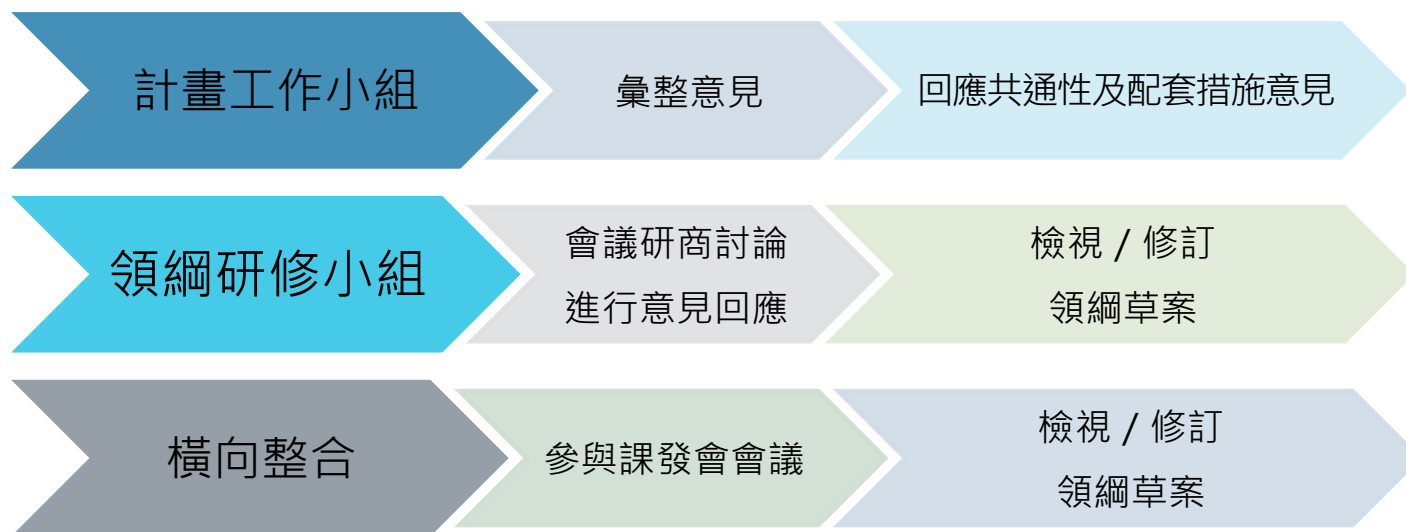 計畫工作小組
彙整意見
回應共通性及配套措施意見
領綱研修小組
會議研商討論
進行意見回應
檢視 / 修訂
領綱草案
橫向整合
參與課發會會議
檢視 / 修訂
領綱草案